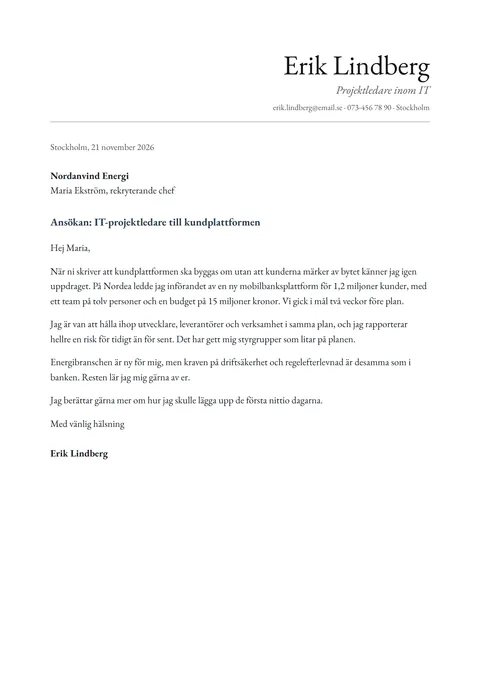 Erik Lindberg
Projektledare inom IT
erik.lindberg@email.se · 073-456 78 90 · Stockholm
Stockholm, 21 november 2026
Nordanvind Energi
Maria Ekström, rekryterande chef
Ansökan: IT-projektledare till kundplattformen
Hej Maria,
När ni skriver att kundplattformen ska byggas om utan att kunderna märker av bytet känner jag igen
uppdraget. På Nordea ledde jag införandet av en ny mobilbanksplattform för 1,2 miljoner kunder, med
ett team på tolv personer och en budget på 15 miljoner kronor. Vi gick i mål två veckor före plan.
Jag är van att hålla ihop utvecklare, leverantörer och verksamhet i samma plan, och jag rapporterar
hellre en risk för tidigt än för sent. Det har gett mig styrgrupper som litar på planen.
Energibranschen är ny för mig, men kraven på driftsäkerhet och regelefterlevnad är desamma som i
banken. Resten lär jag mig gärna av er.
Jag berättar gärna mer om hur jag skulle lägga upp de första nittio dagarna.
Med vänlig hälsning
Erik Lindberg